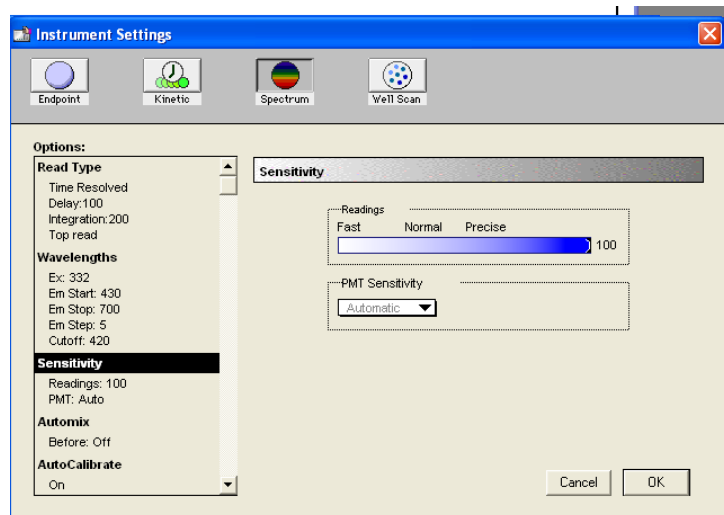 Instrument Settings
Endpoint
Kinetic
Spectrum
Well Scan
Options:
Read Type
Time Resolved
Delay:100
Integration:200
Top read
Wavelengths
Ex: 332
Em Start: 430
Em Stop: 700
Em Step: 5
Cutoff: 420
Sensitivity
Readings: 100
PMT: Auto
Automix
Before: Off
AutoCalibrate
On
Sensitivity
Readings
Fast Normal Precise
100
PMT Sensitivity
Automatic
Cancel OK